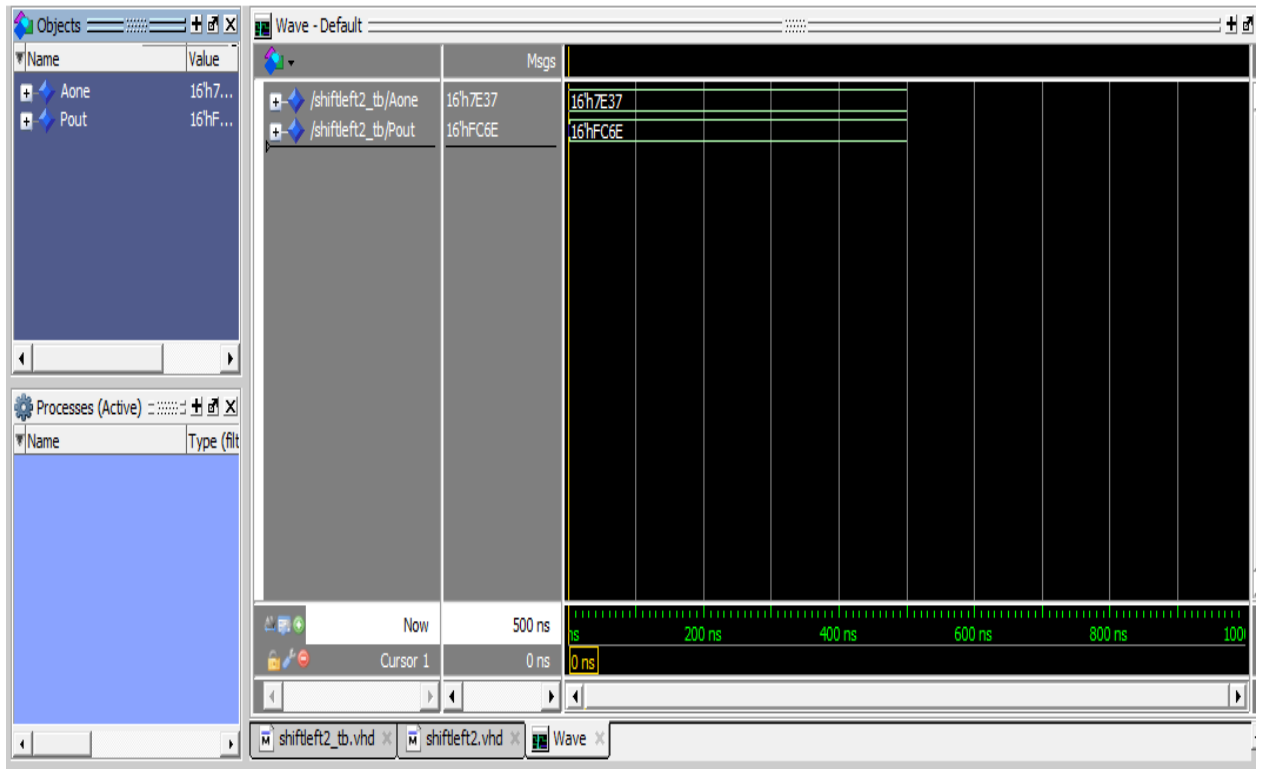 Objects
Name Value
Aone 16'h7...
Pout 16'hF...
Processes (Active)
Name Type (filt
Wave - Default
Msgs
/shiftleft2_tb/Aone 16'h7E37 16'h7E37
/shiftleft2_tb/Pout 16'hFC6E 16'hFC6E
Now 500 ns ns 200 ns 400 ns 600 ns 800 ns 100
Cursor 1 0 ns 0 ns
shiftleft2_tb.vhd shiftleft2.vhd Wave